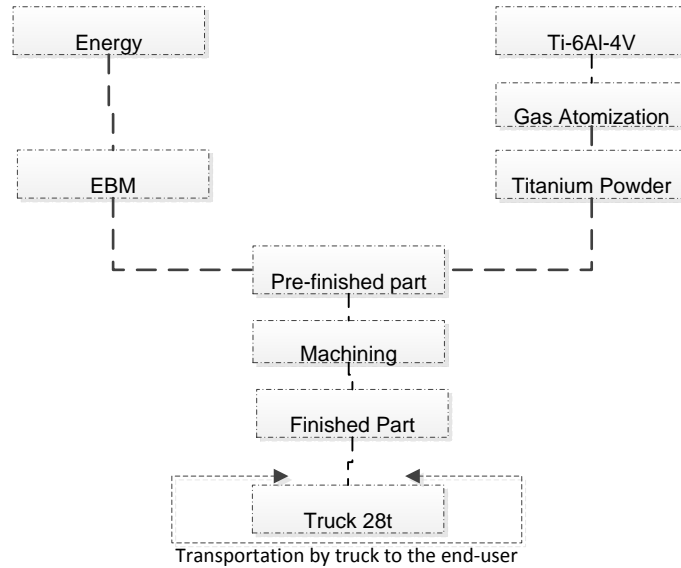 Energy
Ti-6Al-4V
Gas Atomization
EBM
Titanium Powder
Pre-finished part
Machining
Finished Part
Truck 28t
Transportation by truck to the end-user